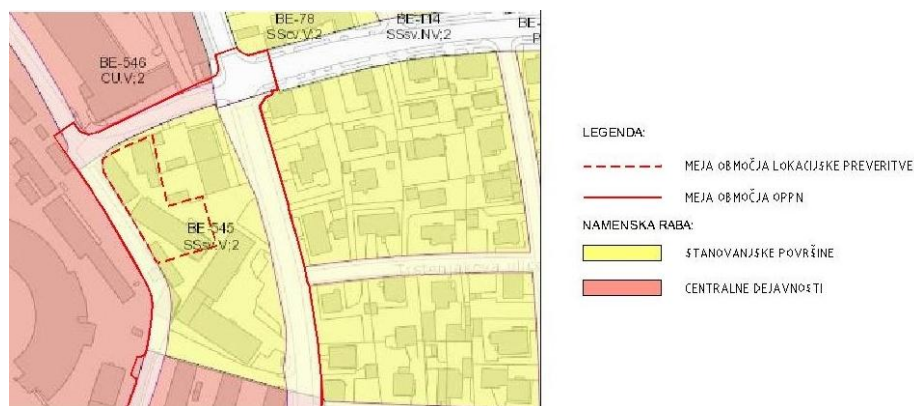 BE-78
SScv.V;2
BE-114
SSsv.NV;2
BE-
P
BE-546
CU.V;2
BE-545
SSsv.V;2
LEGENDA:
MEJA OBMOČJA LOKACIJSKE PREVERITVE
MEJA OBMOČJA OPPN
NAMENSKA RABA:
STANOVANJSKE POVRŠINE
CENTRALNE DEJAVNOSTI